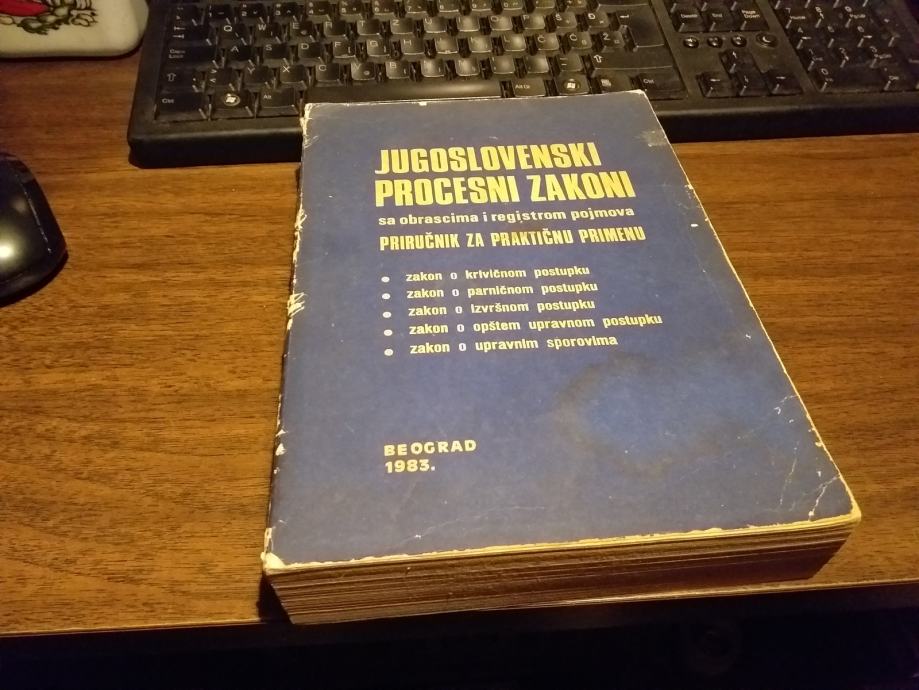 JUGOSLOVENSKI
PROCESNI ZAKONI
sa obrascima i registrom pojmova
PRIRUČNIK ZA PRAKTIČNU PRIMENU
• zakon o krivičnom postupku
• zakon o parničnom postupku
• zakon o izvršnom postupku
• zakon o opštem upravnom postupku
• zakon o upravnim sporovima
BEOGRAD
1983.